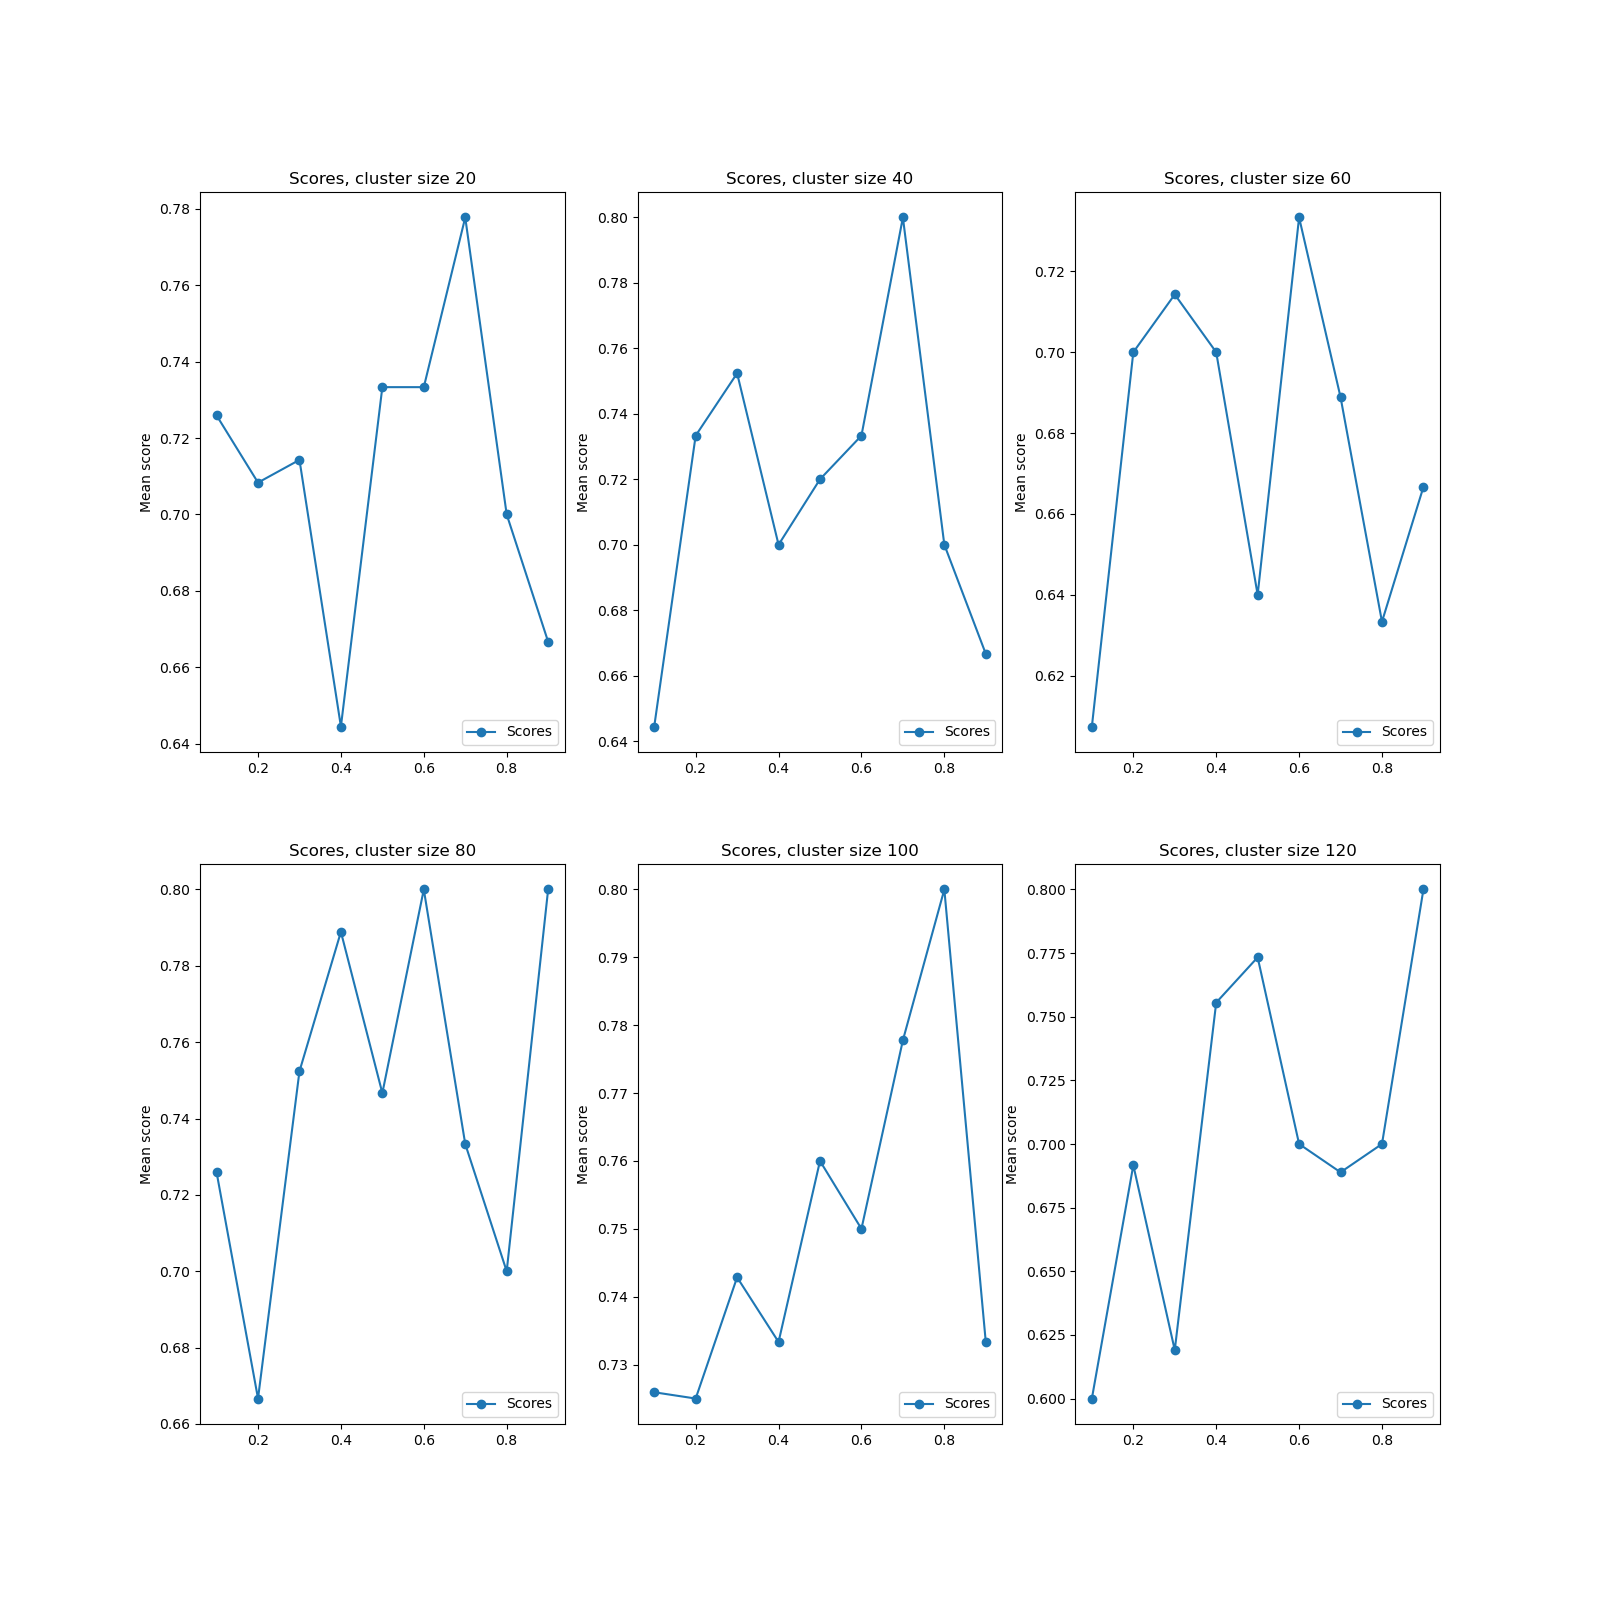 Scores, cluster size 20
0.78
0.76
0.74
0.72
0.70
0.68
0.66
0.64
Mean score
0.2 0.4 0.6 0.8
Scores
Scores, cluster size 40
0.80
0.78
0.76
0.74
0.72
0.70
0.68
0.66
0.64
Mean score
0.2 0.4 0.6 0.8
Scores
Scores, cluster size 60
0.72
0.70
0.68
0.66
0.64
0.62
Mean score
0.2 0.4 0.6 0.8
Scores
Scores, cluster size 80
0.80
0.78
0.76
0.74
0.72
0.70
0.68
0.66
Mean score
0.2 0.4 0.6 0.8
Scores
Scores, cluster size 100
0.80
0.79
0.78
0.77
0.76
0.75
0.74
0.73
Mean score
0.2 0.4 0.6 0.8
Scores
Scores, cluster size 120
0.800
0.775
0.750
0.725
0.700
0.675
0.650
0.625
0.600
Mean score
0.2 0.4 0.6 0.8
Scores